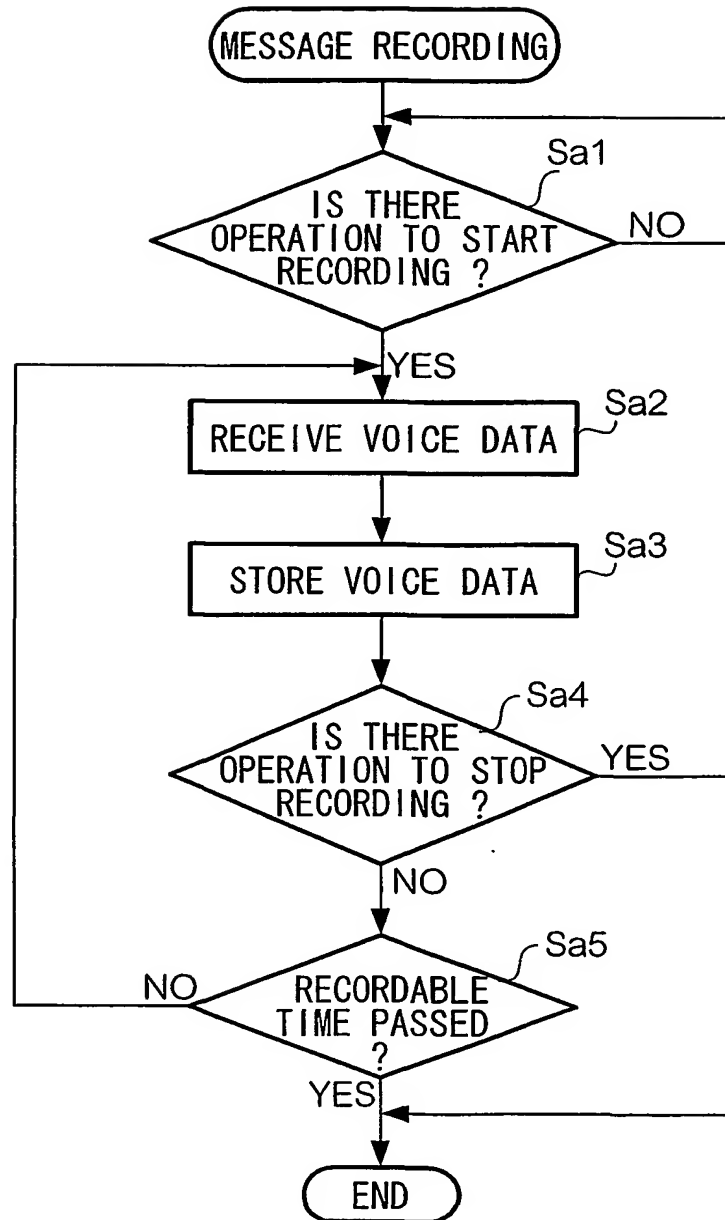 MESSAGE RECORDING
Sa1
IS THERE
OPERATION TO START
RECORDING ?
NO
YES
Sa2
RECEIVE VOICE DATA
Sa3
STORE VOICE DATA
Sa4
IS THERE
OPERATION TO STOP
RECORDING ?
YES
NO
Sa5
NO
RECORDABLE
TIME PASSED
?
YES
END